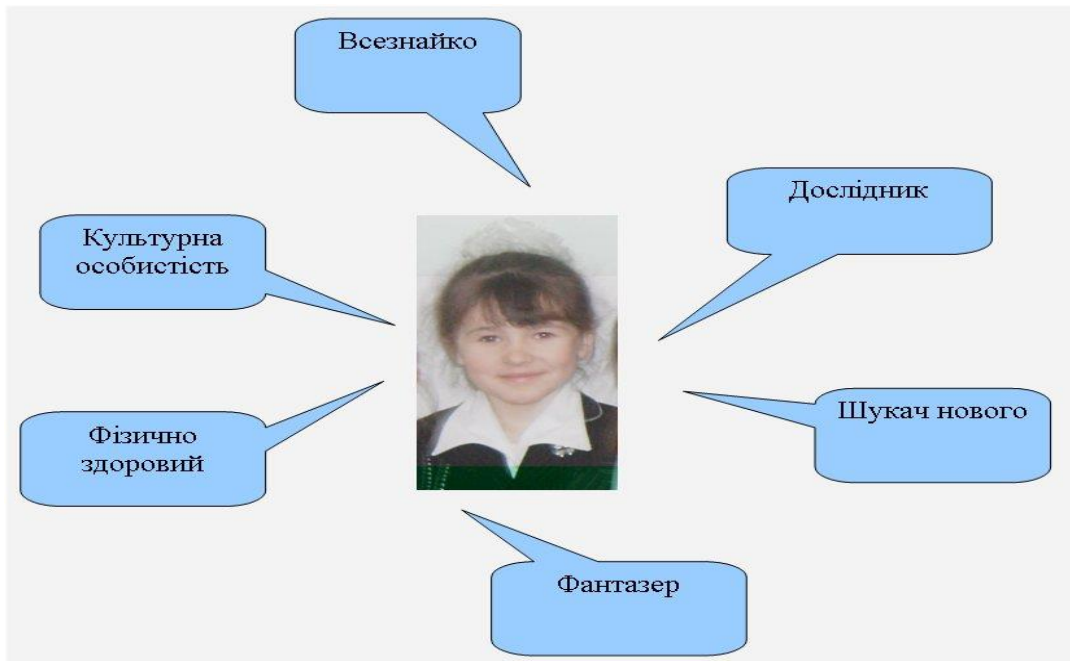 Всезнайко
Дослідник
Культурна
особистість
Шукач нового
Фізично
здоровий
Фантазер